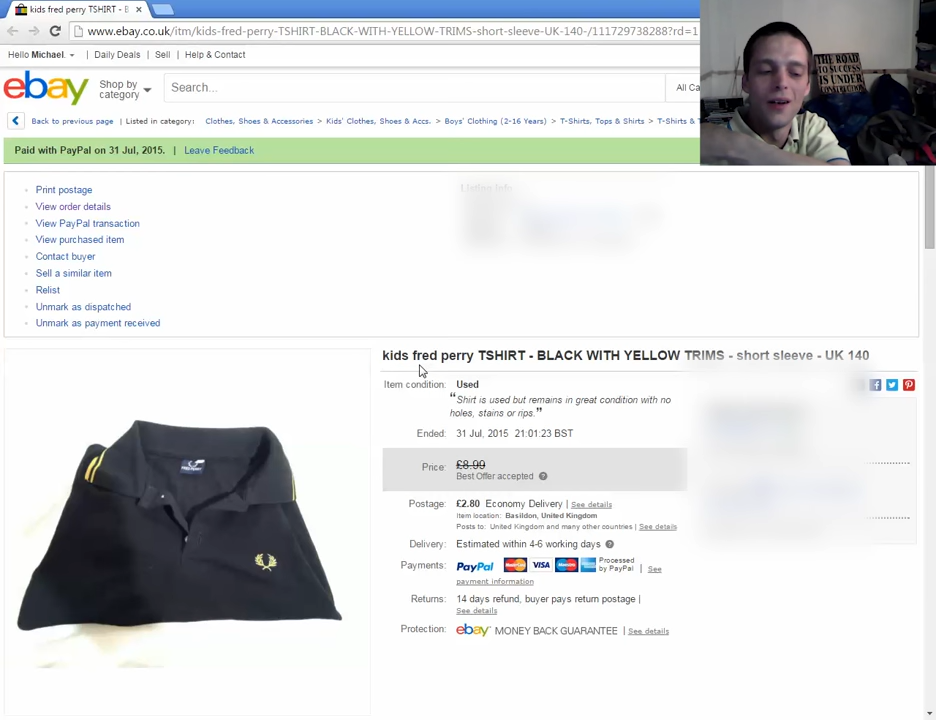 kids fred perry TSHIRT - B
www.ebay.co.uk/itm/kids-fred-perry-TSHIRT-BLACK-WITH-YELLOW-TRIMS-short-sleeve-UK-140-/111729738288?rd=1
Hello Michael. Daily Deals | Sell | Help & Contact
ebay Shop by category Search... All Ca
Back to previous page | Listed in category: Clothes, Shoes & Accessories > Kids' Clothes, Shoes & Accs. > Boys' Clothing (2-16 Years) > T-Shirts, Tops & Shirts > T-Shirts & T
THE ROAD
TO SUCCESS
IS UNDER
CONSTRUCTION
Paid with PayPal on 31 Jul, 2015. | Leave Feedback
Print postage
View order details
View PayPal transaction
View purchased item
Contact buyer
Sell a similar item
Relist
Unmark as dispatched
Unmark as payment received
Listing Info
kids fred perry TSHIRT - BLACK WITH YELLOW TRIMS - short sleeve - UK 140
Item condition: Used
“Shirt is used but remains in great condition with no
holes, stains or rips.”
Ended: 31 Jul, 2015 21:01:23 BST
Price: £8.99
Best Offer accepted
Postage: £2.80 Economy Delivery | See details
Item location: Basildon, United Kingdom
Posts to: United Kingdom and many other countries | See details
Delivery: Estimated within 4-6 working days
Payments: PayPal MasterCard VISA Maestro Processed by PayPal | See
payment information
Returns: 14 days refund, buyer pays return postage |
See details
Protection: ebay MONEY BACK GUARANTEE | See details